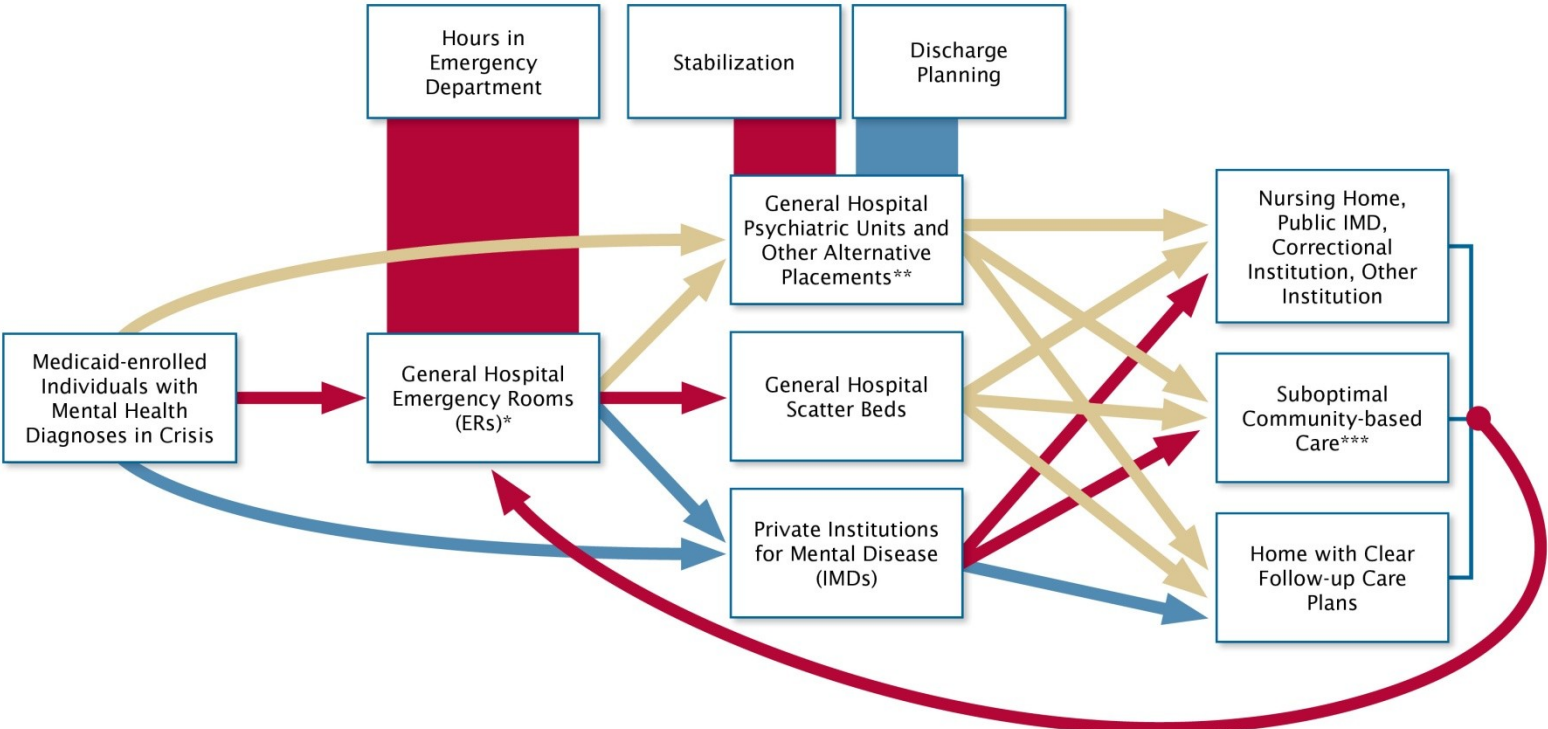 Hours in
Emergency
Department
Stabilization
Discharge
Planning
Medicaid-enrolled
Individuals with
Mental Health
Diagnoses in Crisis
General Hospital
Emergency Rooms
(ERs)*
General Hospital
Psychiatric Units and
Other Alternative
Placements**
General Hospital
Scatter Beds
Private Institutions
for Mental Disease
(IMDs)
Nursing Home,
Public IMD,
Correctional
Institution, Other
Institution
Suboptimal
Community-based
Care***
Home with Clear
Follow-up Care
Plans